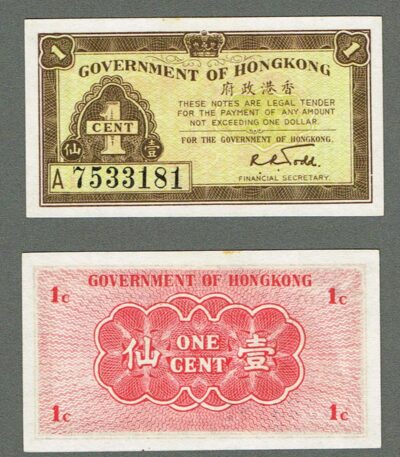 1 1
GOVERNMENT OF HONGKONG
府政港香
THESE NOTES ARE LEGAL TENDER
FOR THE PAYMENT OF ANY AMOUNT
NOT EXCEEDING ONE DOLLAR.
FOR THE GOVERNMENT OF HONGKONG.
1
CENT
仙 壹
A 7533181
R R Todd
FINANCIAL SECRETARY.
GOVERNMENT OF HONGKONG
1c 1c
仙 ONE 壹
CENT
1c 1c